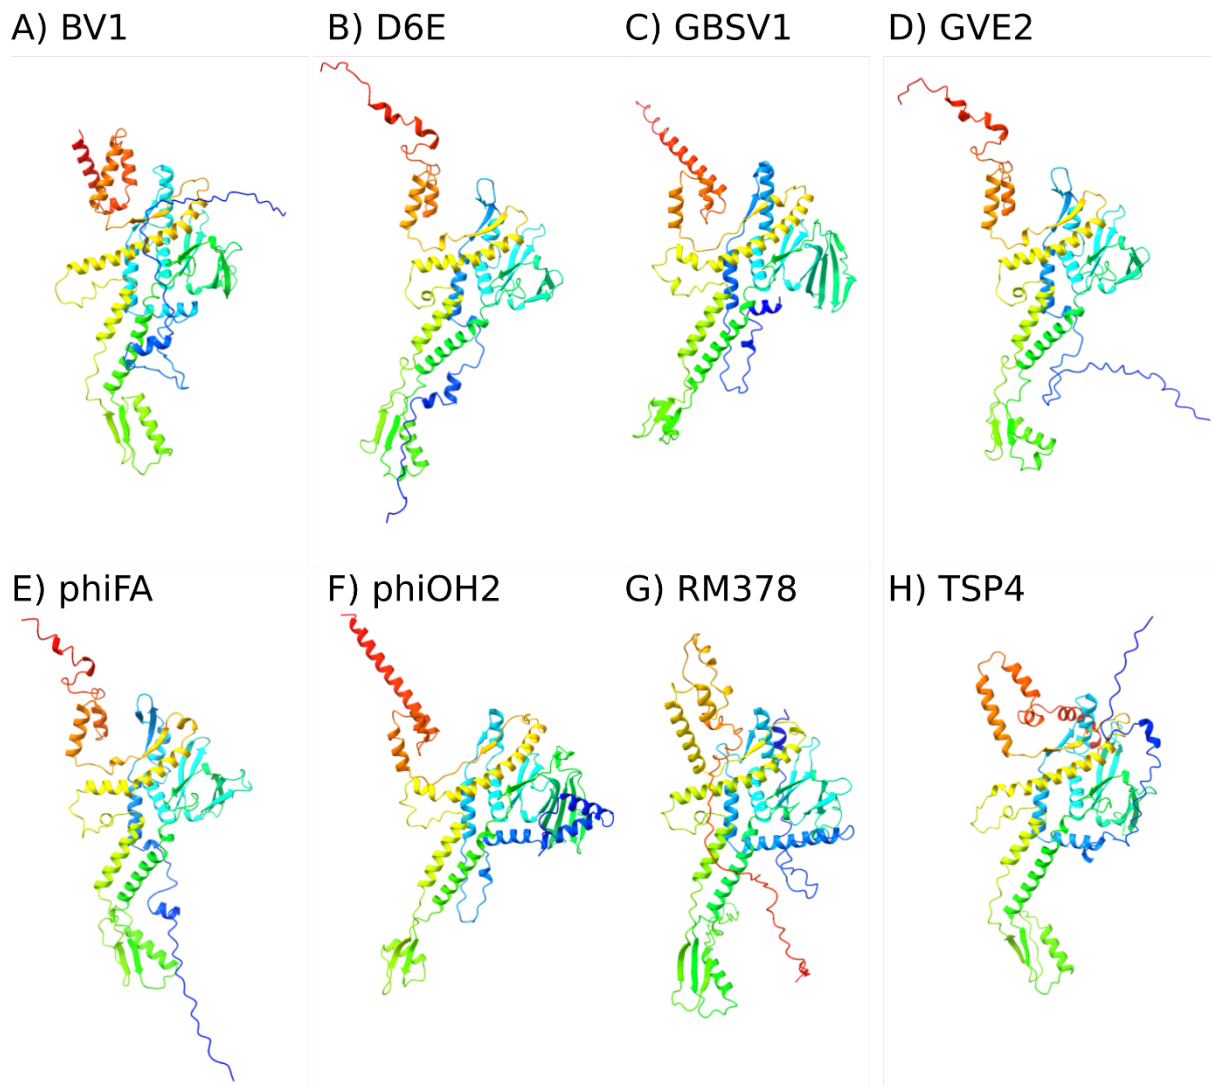 A) BV1
B) D6E
C) GBSV1
D) GVE2
E) phiFA
F) phiOH2
G) RM378
H) TSP4